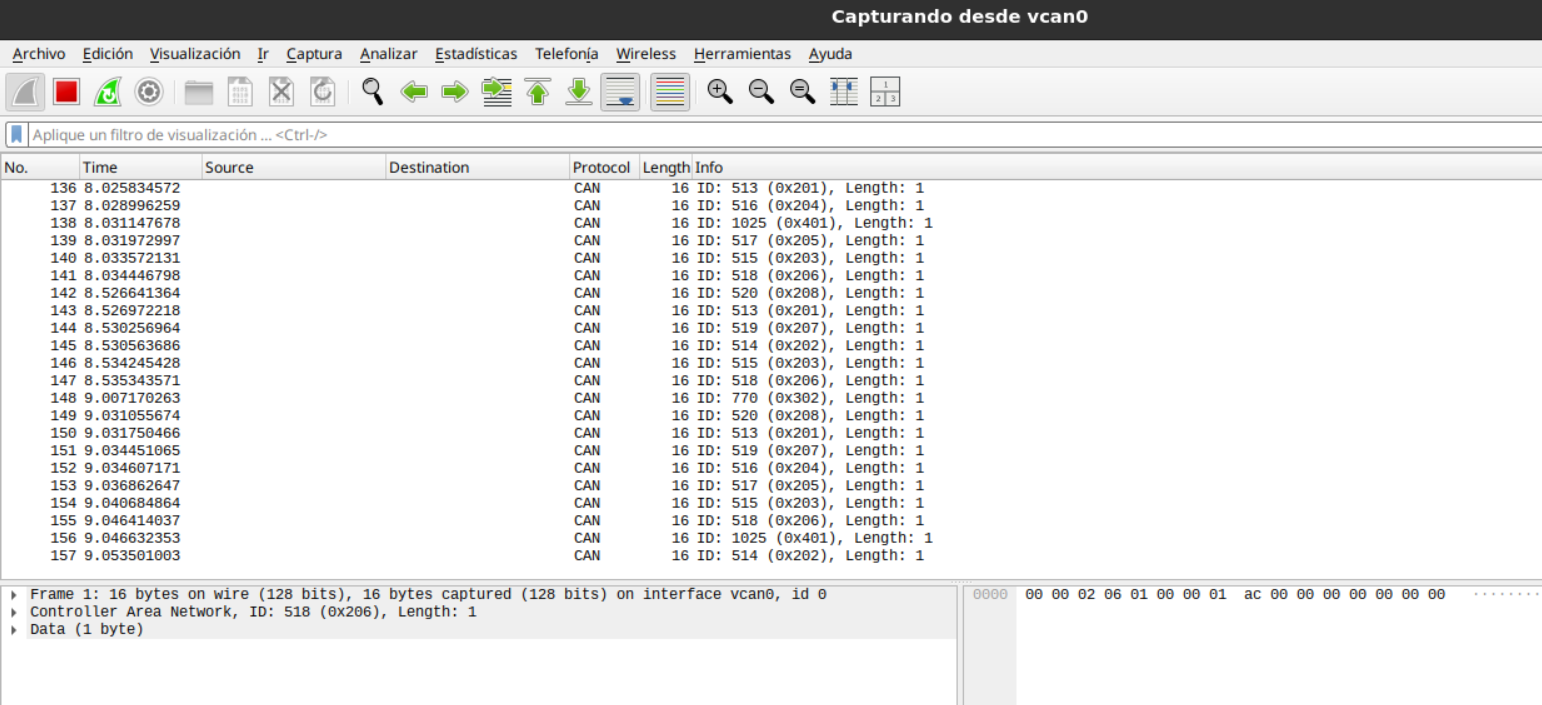 Capturando desde vcan0
Archivo Edición Visualización Ir Captura Analizar Estadísticas Telefonía Wireless Herramientas Ayuda
Aplique un filtro de visualización ... <Ctrl-/>
No. Time Source Destination Protocol Length Info
136 8.025834572 CAN 16 ID: 513 (0x201), Length: 1
137 8.028996259 CAN 16 ID: 516 (0x204), Length: 1
138 8.031147678 CAN 16 ID: 1025 (0x401), Length: 1
139 8.031972997 CAN 16 ID: 517 (0x205), Length: 1
140 8.033572131 CAN 16 ID: 515 (0x203), Length: 1
141 8.034446798 CAN 16 ID: 518 (0x206), Length: 1
142 8.526641364 CAN 16 ID: 520 (0x208), Length: 1
143 8.526972218 CAN 16 ID: 513 (0x201), Length: 1
144 8.530256964 CAN 16 ID: 519 (0x207), Length: 1
145 8.530563686 CAN 16 ID: 514 (0x202), Length: 1
146 8.534245428 CAN 16 ID: 515 (0x203), Length: 1
147 8.535343571 CAN 16 ID: 518 (0x206), Length: 1
148 9.007170263 CAN 16 ID: 770 (0x302), Length: 1
149 9.031055674 CAN 16 ID: 520 (0x208), Length: 1
150 9.031750466 CAN 16 ID: 513 (0x201), Length: 1
151 9.034451065 CAN 16 ID: 519 (0x207), Length: 1
152 9.034607171 CAN 16 ID: 516 (0x204), Length: 1
153 9.036862647 CAN 16 ID: 517 (0x205), Length: 1
154 9.040684864 CAN 16 ID: 515 (0x203), Length: 1
155 9.046414037 CAN 16 ID: 518 (0x206), Length: 1
156 9.046632353 CAN 16 ID: 1025 (0x401), Length: 1
157 9.053501003 CAN 16 ID: 514 (0x202), Length: 1
Frame 1: 16 bytes on wire (128 bits), 16 bytes captured (128 bits) on interface vcan0, id 0
Controller Area Network, ID: 518 (0x206), Length: 1
Data (1 byte)
0000 00 00 02 06 01 00 00 01 ac 00 00 00 00 00 00 00 ········